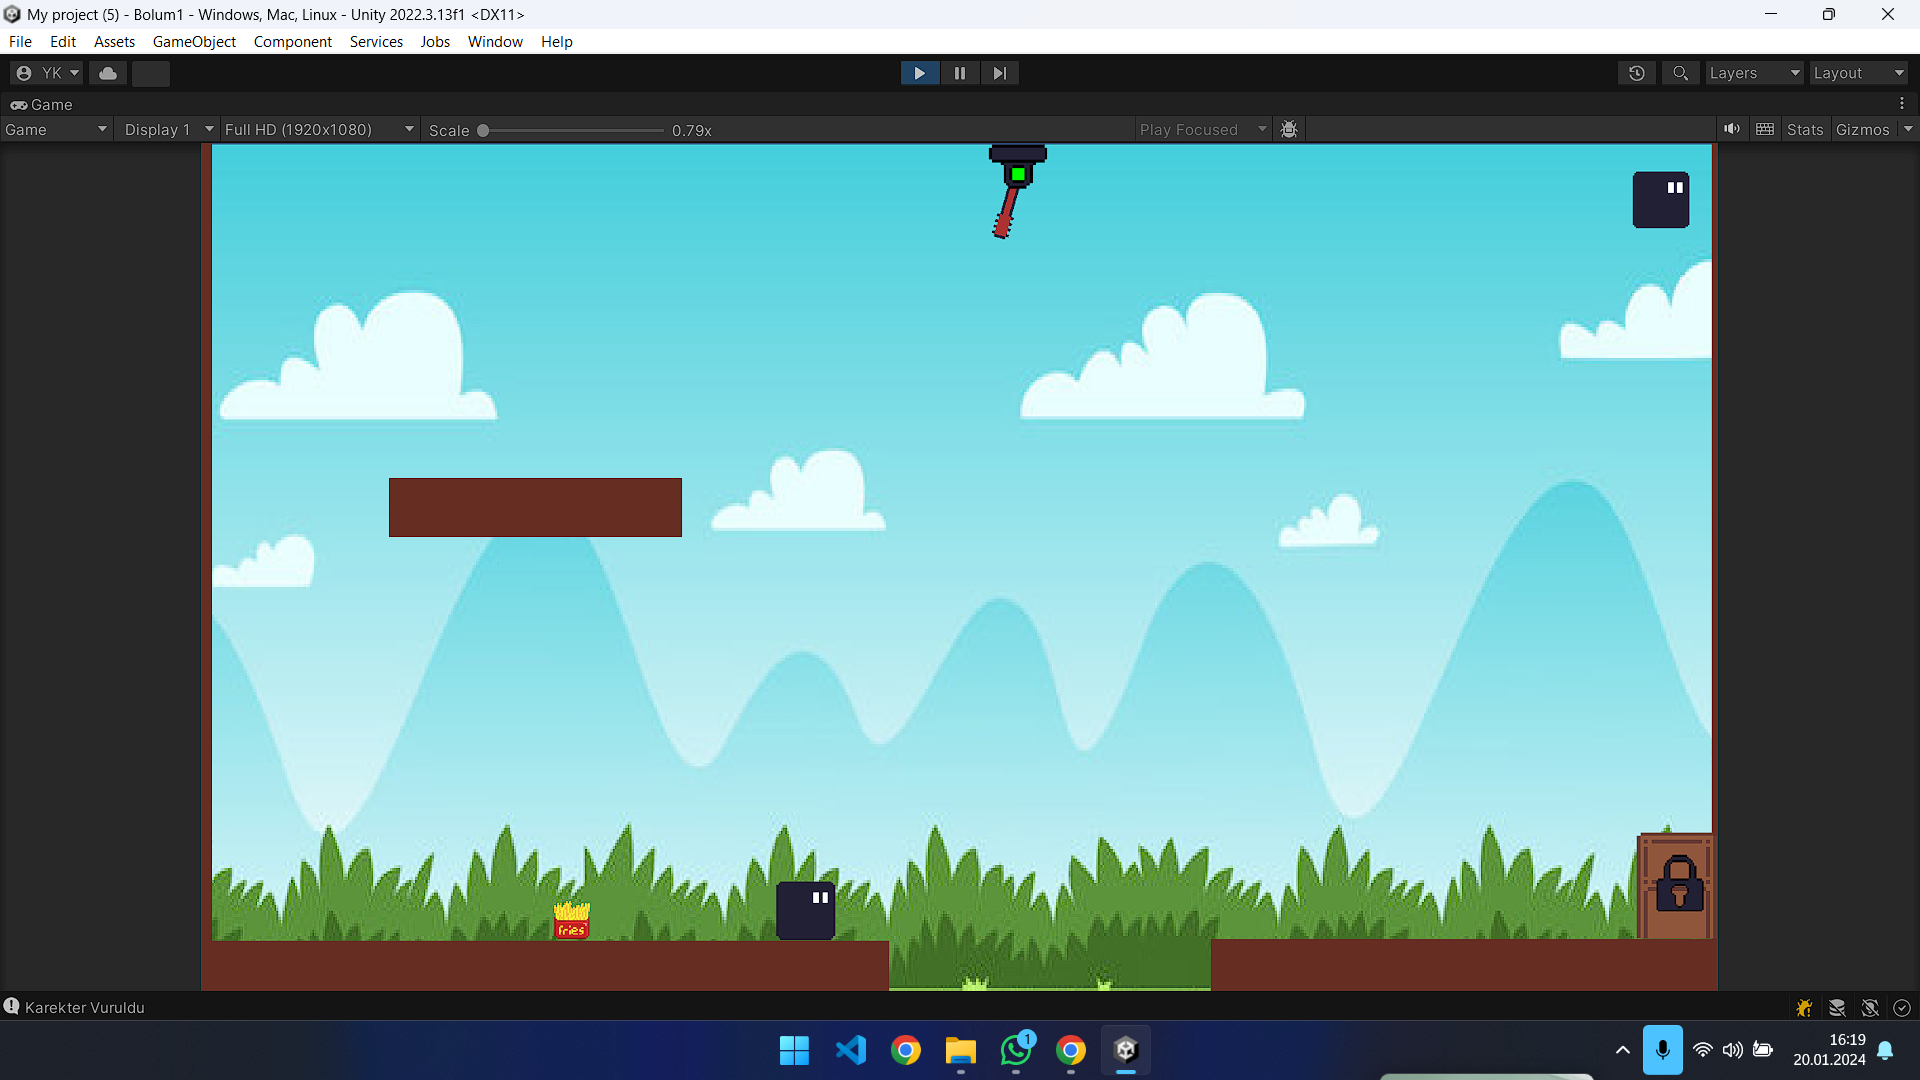 My project (5) - Bolum1 - Windows, Mac, Linux - Unity 2022.3.13f1 <DX11>
File Edit Assets GameObject Component Services Jobs Window Help
YK Layers Layout
Game
Game Display 1 Full HD (1920x1080) Scale 0.79x Play Focused Stats Gizmos
fries
Karekter Vuruldu
1
16:19
20.01.2024